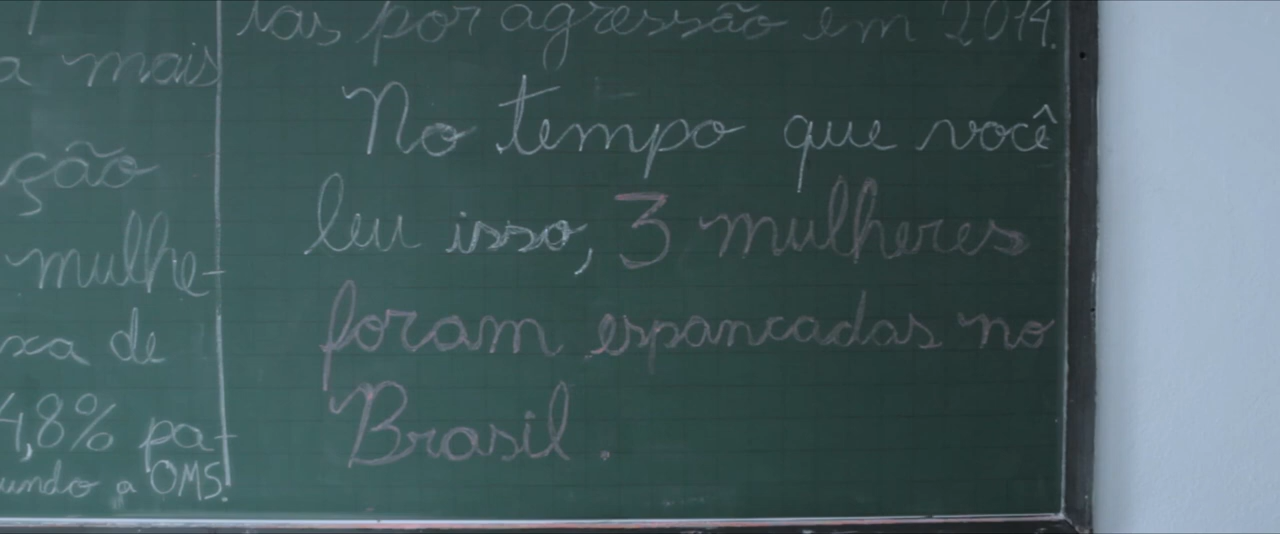 a mais
ção
mulhe-
xa de
4,8% pa-
undo a OMS.
tas por agressão em 2014.
No tempo que você
leu isso, 3 mulheres
foram espancadas no
Brasil.